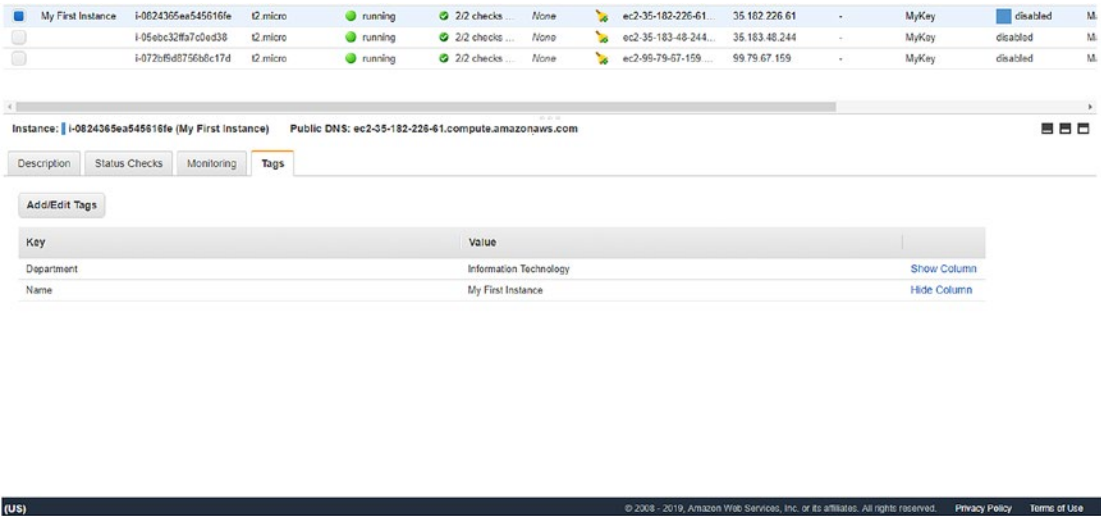 My First Instance i-0824365ea545616fe t2.micro running 2/2 checks ... None ec2-35-182-226-61... 35.182.226.61 - MyKey disabled
i-05ebc32ffa7c0ed38 t2.micro running 2/2 checks ... None ec2-35-183-48-244... 35.183.48.244 - MyKey disabled
i-072bf9d8756b8c17d t2.micro running 2/2 checks ... None ec2-99-79-67-159.... 99.79.67.159 - MyKey disabled
Instance: i-0824365ea545616fe (My First Instance) Public DNS: ec2-35-182-226-61.compute.amazonaws.com
Description Status Checks Monitoring Tags
Add/Edit Tags
Key Value
Department Information Technology Show Column
Name My First Instance Hide Column
(US) © 2008 - 2019, Amazon Web Services, Inc. or its affiliates. All rights reserved. Privacy Policy Terms of Use